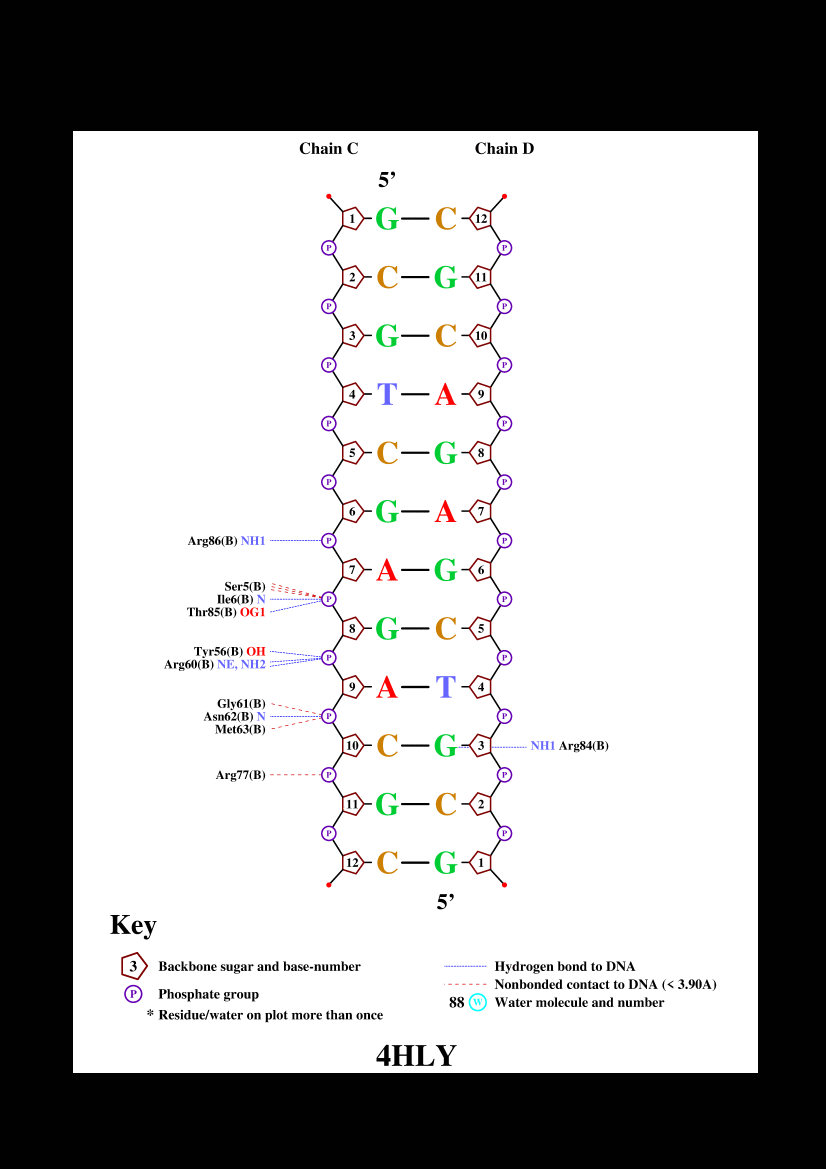 Chain C Chain D
5’
1 G C 12
P P
2 C G 11
P P
3 G C 10
P P
4 T A 9
P P
5 C G 8
P P
6 G A 7
Arg86(B) NH1 P P
7 A G 6
Ser5(B)
Ile6(B) N P P
Thr85(B) OG1
8 G C 5
Tyr56(B) OH P P
Arg60(B) NE, NH2
9 A T 4
Gly61(B)
Asn62(B) N P P
Met63(B)
10 C G 3 NH1 Arg84(B)
Arg77(B) P P
11 G C 2
P P
12 C G 1
5’
Key
3 Backbone sugar and base-number
P Phosphate group
* Residue/water on plot more than once
Hydrogen bond to DNA
Nonbonded contact to DNA (< 3.90A)
88 W Water molecule and number
4HLY